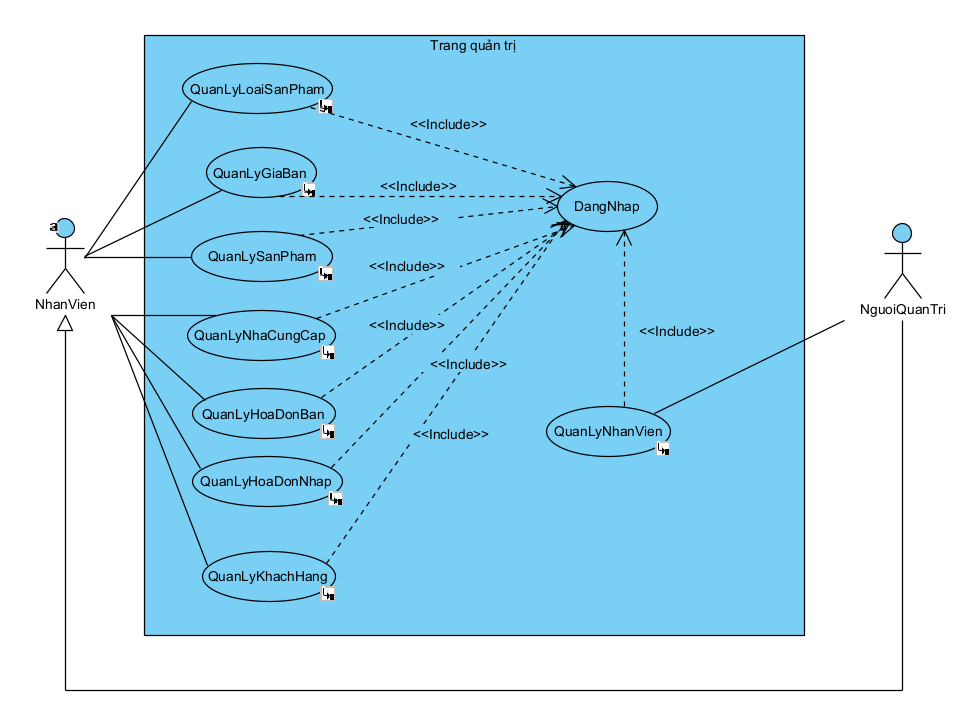 Trang quản trị
QuanLyLoaiSanPham
<<Include>>
QuanLyGiaBan
<<Include>>
DangNhap
<<Include>>
QuanLySanPham
<<Include>>
a
NhanVien
NguoiQuanTri
QuanLyNhaCungCap
<<Include>>
<<Include>>
<<Include>>
QuanLyHoaDonBan
<<Include>>
QuanLyNhanVien
QuanLyHoaDonNhap
QuanLyKhachHang